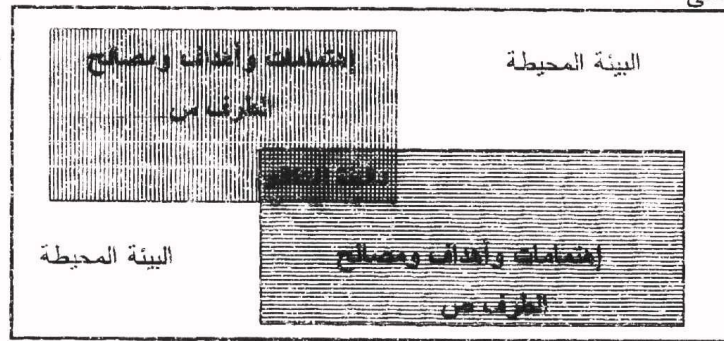 إهتمامات وأهداف ومصالح
الطرف س
البيئة المحيطة
البيئة المحيطة
إهتمامات وأهداف ومصالح
الطرف ص